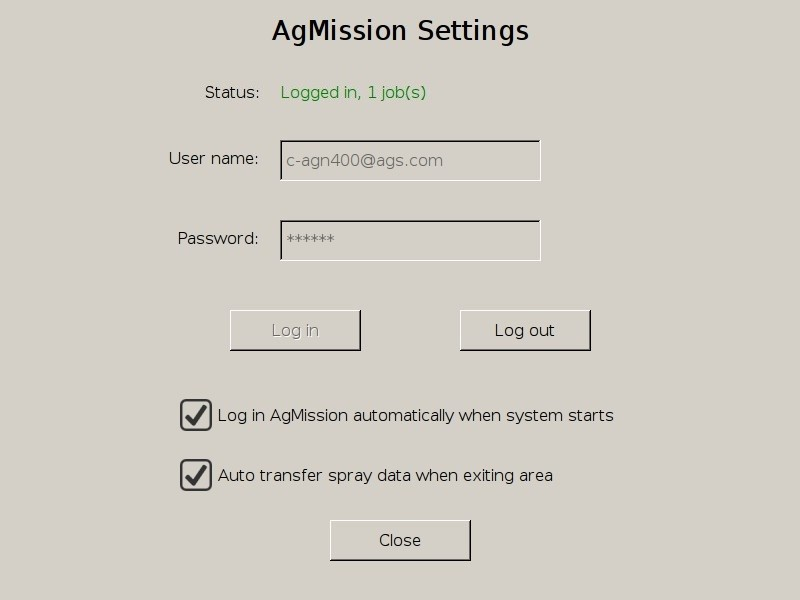 AgMission Settings
Status: Logged in, 1 job(s)
User name: c-agn400@ags.com
Password: ******
Log in Log out
Log in AgMission automatically when system starts
Auto transfer spray data when exiting area
Close